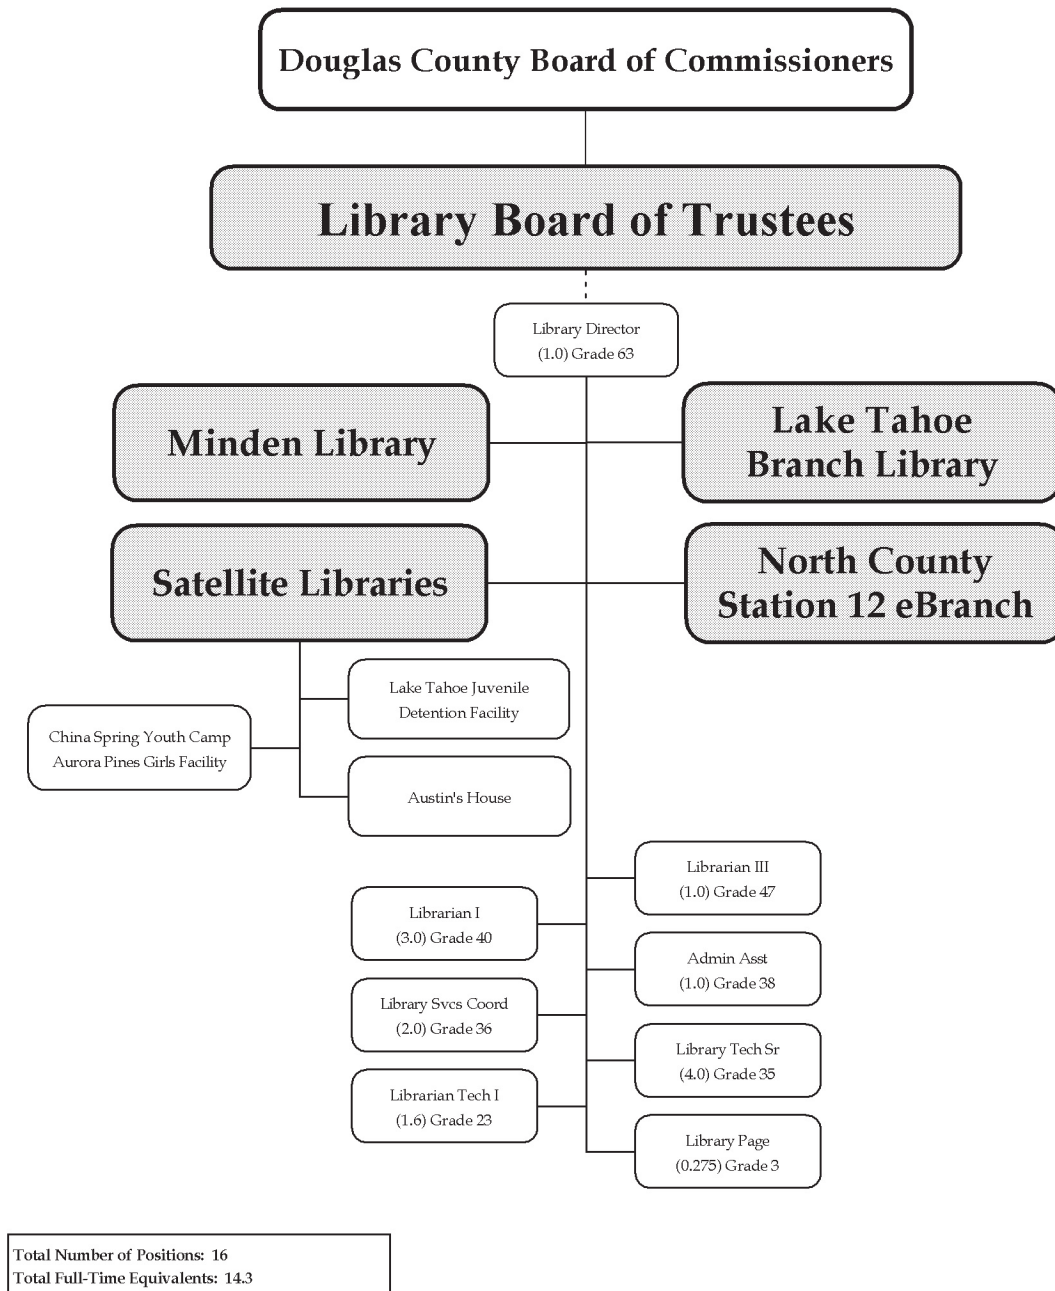 Douglas County Board of Commissioners
Library Board of Trustees
Library Director
(1.0) Grade 63
Minden Library
Lake Tahoe
Branch Library
Satellite Libraries
North County
Station 12 eBranch
Lake Tahoe Juvenile
Detention Facility
China Spring Youth Camp
Aurora Pines Girls Facility
Austin's House
Librarian III
(1.0) Grade 47
Librarian I
(3.0) Grade 40
Admin Asst
(1.0) Grade 38
Library Svcs Coord
(2.0) Grade 36
Library Tech Sr
(4.0) Grade 35
Librarian Tech I
(1.6) Grade 23
Library Page
(0.275) Grade 3
Total Number of Positions: 16
Total Full-Time Equivalents: 14.3